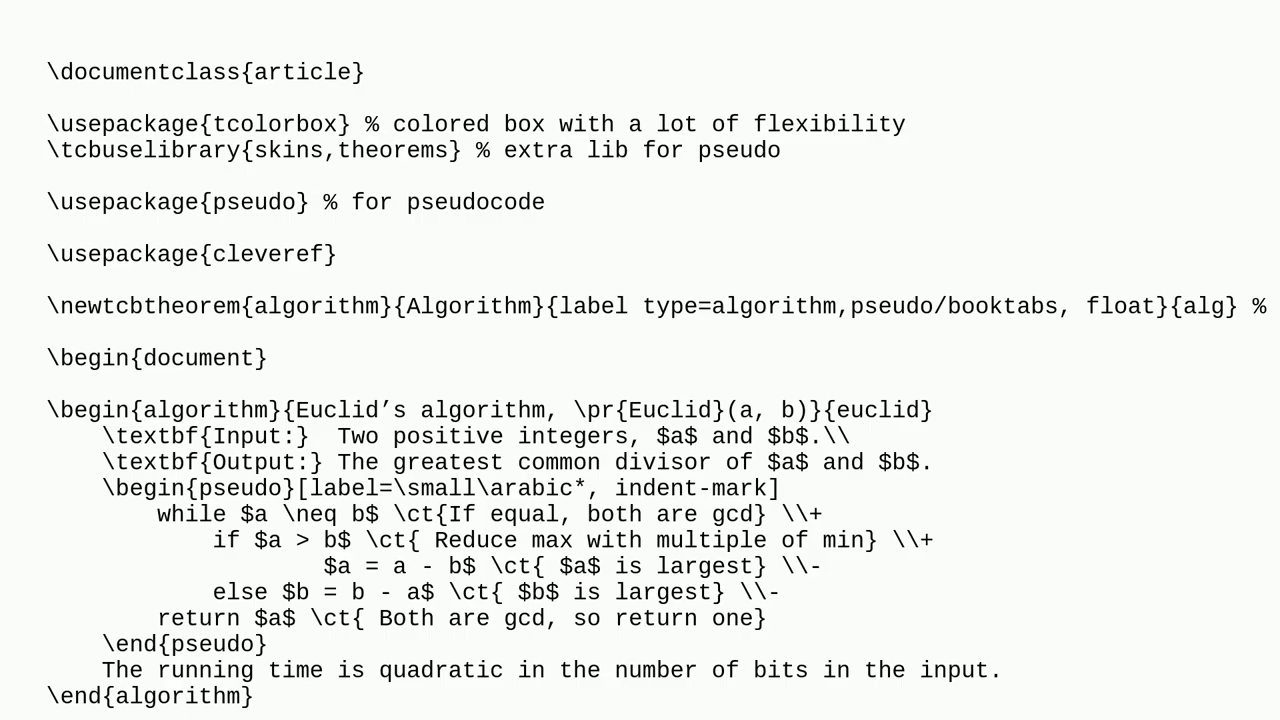 \documentclass{article}
\usepackage{tcolorbox} % colored box with a lot of flexibility
\tcbuselibrary{skins,theorems} % extra lib for pseudo
\usepackage{pseudo} % for pseudocode
\usepackage{cleveref}
\newtcbtheorem{algorithm}{Algorithm}{label type=algorithm,pseudo/booktabs, float}{alg} %
\begin{document}
\begin{algorithm}{Euclid’s algorithm, \pr{Euclid}(a, b)}{euclid}
    \textbf{Input:}  Two positive integers, $a$ and $b$.\\
    \textbf{Output:} The greatest common divisor of $a$ and $b$.
    \begin{pseudo}[label=\small\arabic*, indent-mark]
        while $a \neq b$ \ct{If equal, both are gcd} \\+
            if $a > b$ \ct{ Reduce max with multiple of min} \\+
                    $a = a - b$ \ct{ $a$ is largest} \\-
            else $b = b - a$ \ct{ $b$ is largest} \\-
        return $a$ \ct{ Both are gcd, so return one}
    \end{pseudo}
    The running time is quadratic in the number of bits in the input.
\end{algorithm}